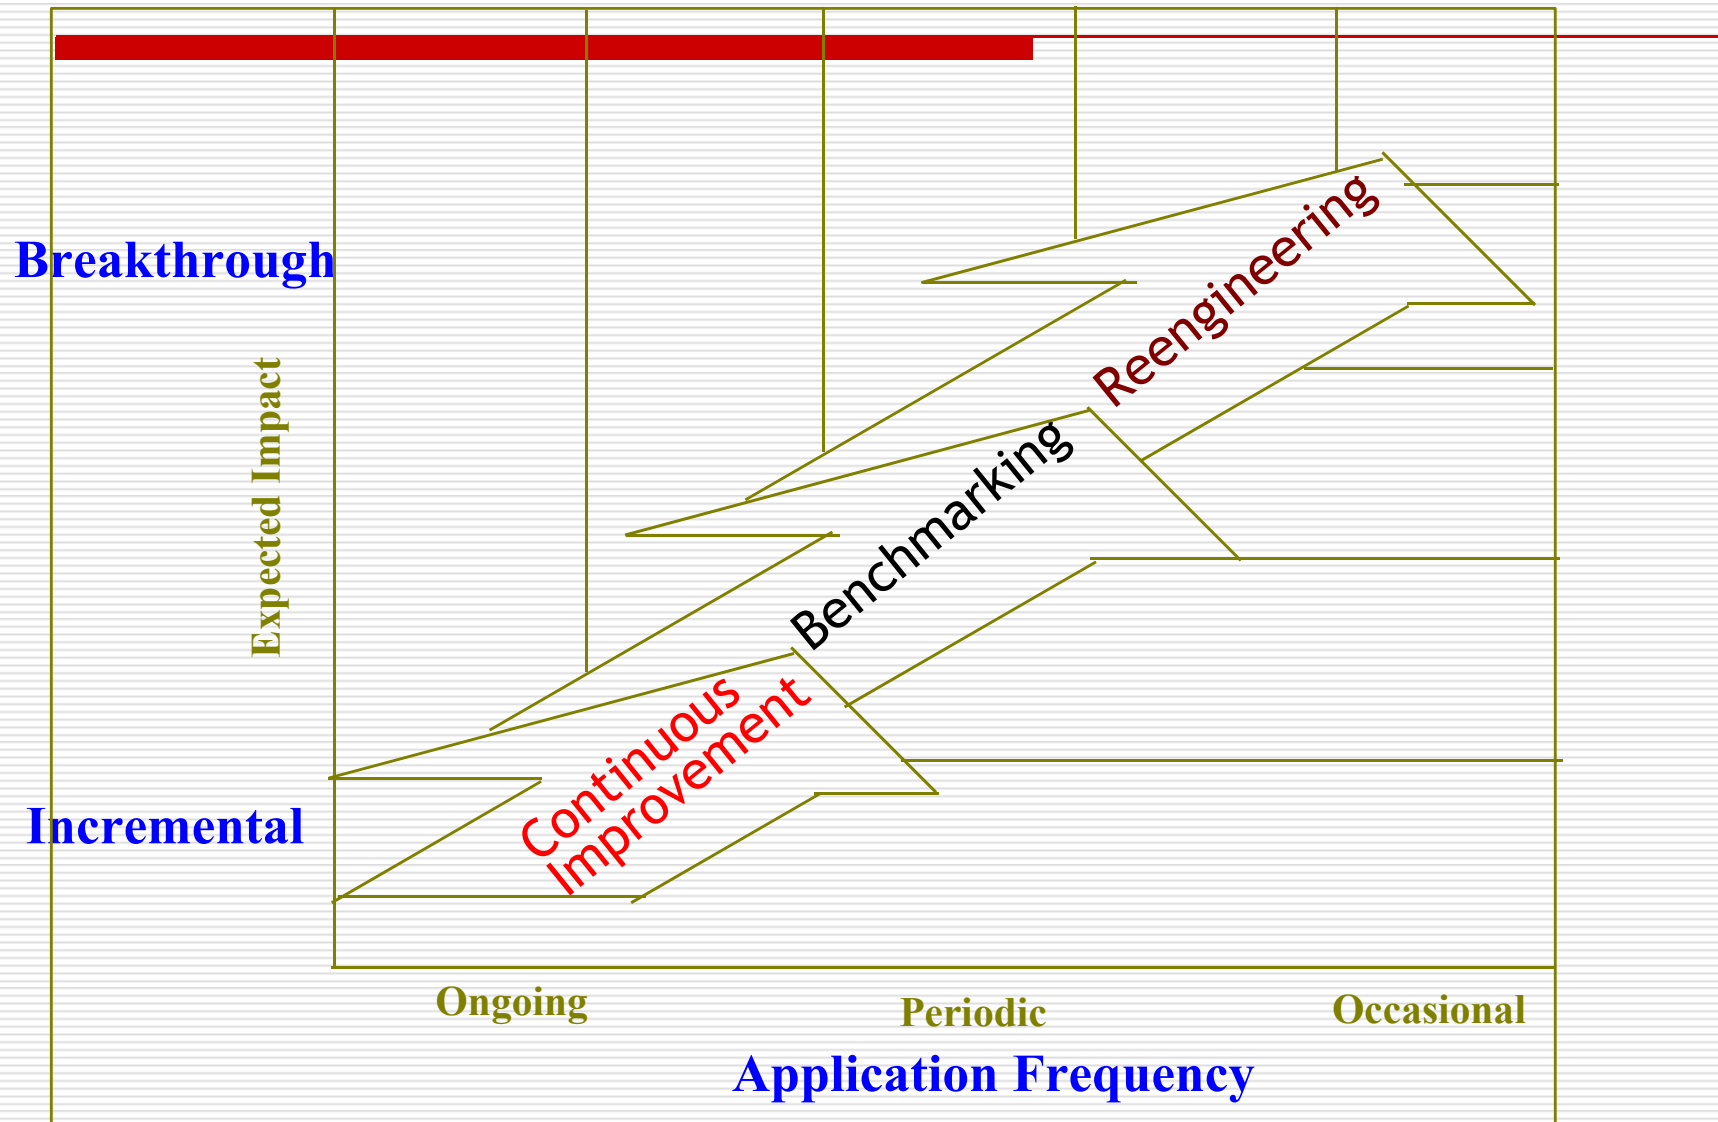 Breakthrough
Reengineering
Expected Impact
Benchmarking
Continuous
Improvement
Incremental
Ongoing
Periodic
Occasional
Application Frequency